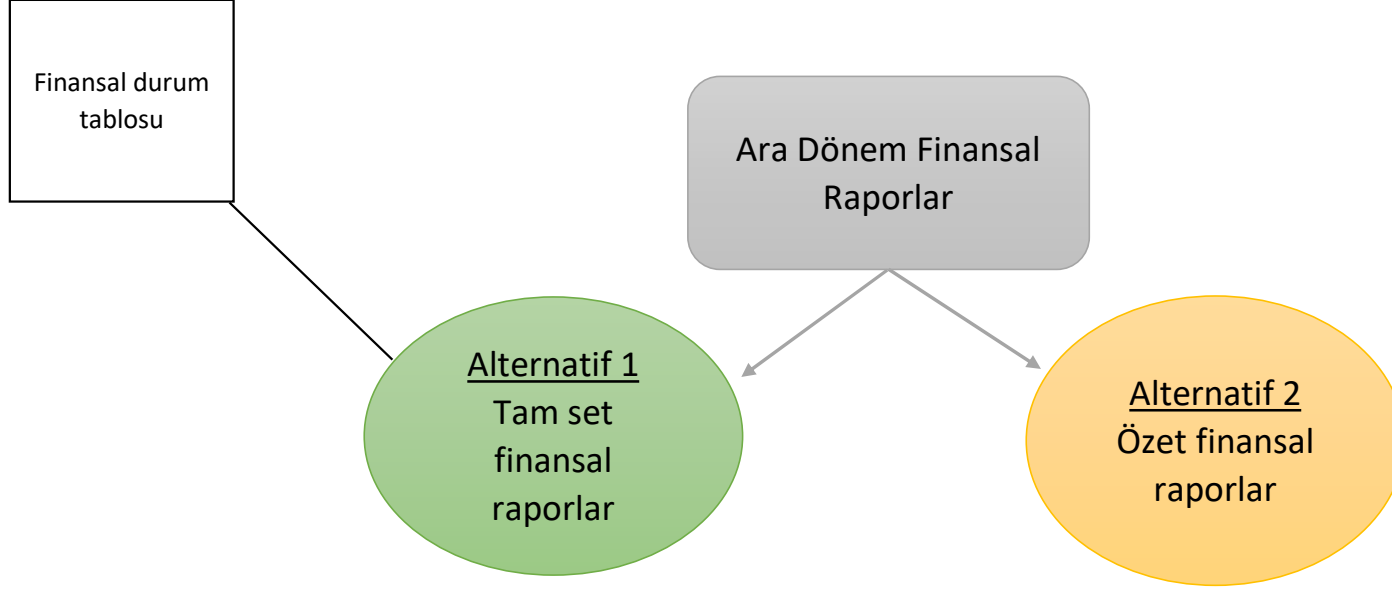 Finansal durum
tablosu
Ara Dönem Finansal
Raporlar
Alternatif 1
Tam set
finansal
raporlar
Alternatif 2
Özet finansal
raporlar